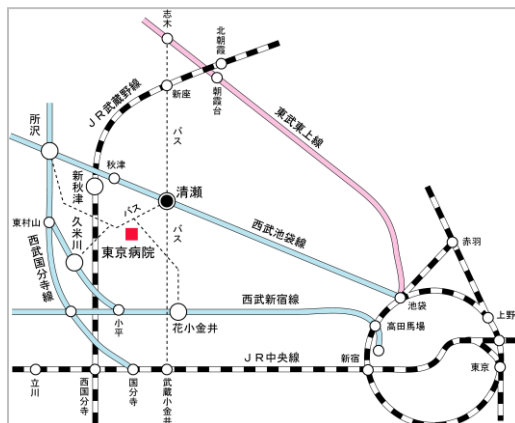 志木
北朝霞
朝霞台
新座
JR武蔵野線
東武東上線
バス
所沢
秋津
新秋津
清瀬
バス
東京病院
久米川
東村山
バス
西武池袋線
赤羽
西武国分寺線
池袋
上野
西武新宿線
小平
花小金井
高田馬場
JR中央線
新宿
東京
立川
西国分寺
国分寺
武蔵小金井